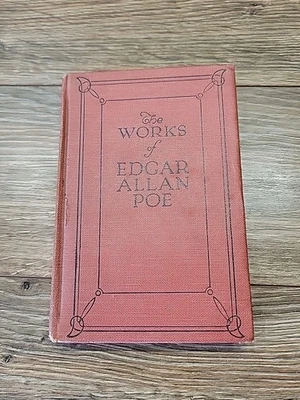 The
WORKS
of
EDGAR
ALLAN
POE